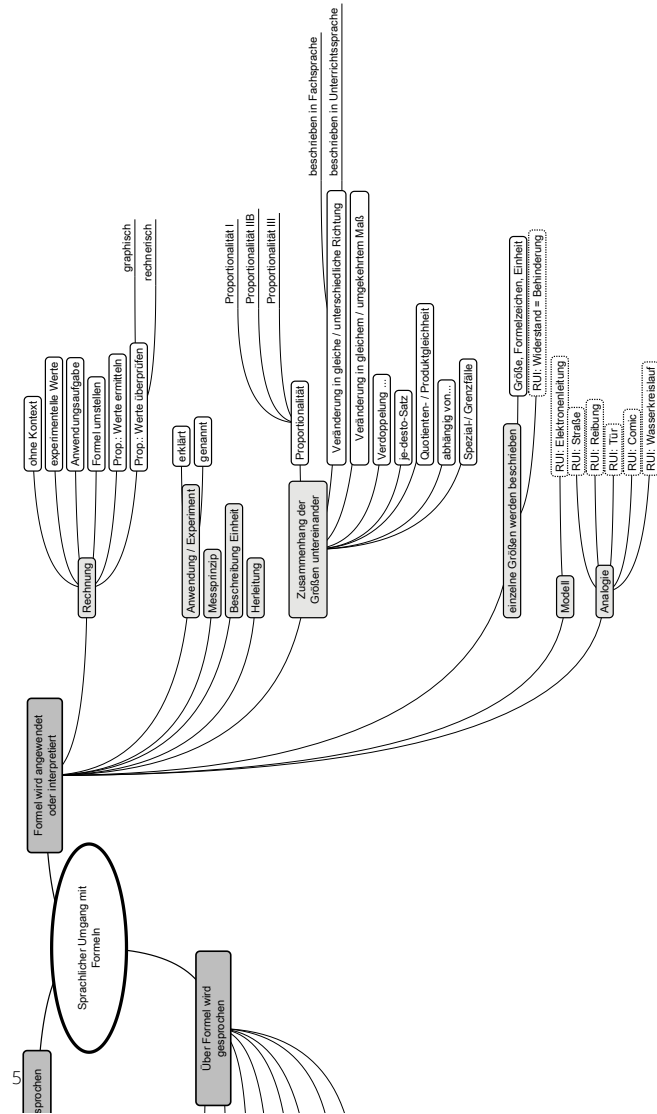 5
sprochen
Sprachlicher Umgang mit
Formeln
Über Formel wird
gesprochen
Formel wird angewendet
oder interpretiert
Rechnung
ohne Kontext
experimentelle Werte
Anwendungsaufgabe
Formel umstellen
Prop.: Werte ermitteln
Prop.: Werte überprüfen
graphisch
rechnerisch
Anwendung / Experiment
erklärt
genannt
Messprinzip
Beschreibung Einheit
Herleitung
Zusammenhang der
Größen untereinander
Proportionalität
Proportionalität I
Proportionalität IIB
Proportionalität III
Veränderung in gleiche / unterschiedliche Richtung
beschrieben in Fachsprache
beschrieben in Unterrichtssprache
Veränderung in gleichem / umgekehrtem Maß
Verdoppelung ...
je-desto-Satz
Quotienten- / Produktgleichheit
abhängig von...
Spezial-/ Grenzfälle
einzelne Größen werden beschrieben
Größe, Formelzeichen, Einheit
RUI: Widerstand = Behinderung
Modell
RUI: Elektronenleitung
Analogie
RUI: Straße
RUI: Reibung
RUI: Tür
RUI: Comic
RUI: Wasserkreislauf